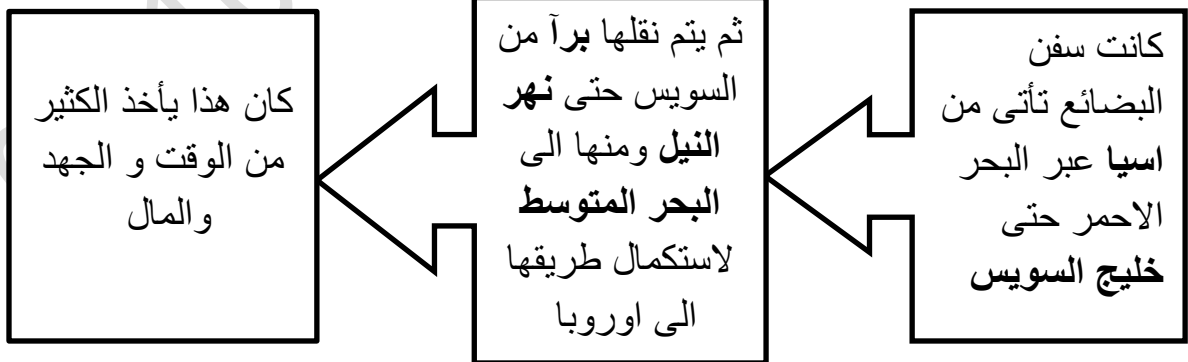 كانت سفن
البضائع تأتى من
اسيا عبر البحر
الاحمر حتى
خليج السويس
ثم يتم نقلها برآ من
السويس حتى نهر
النيل ومنها الى
البحر المتوسط
لاستكمال طريقها
الى اوروبا
كان هذا يأخذ الكثير
من الوقت و الجهد
والمال